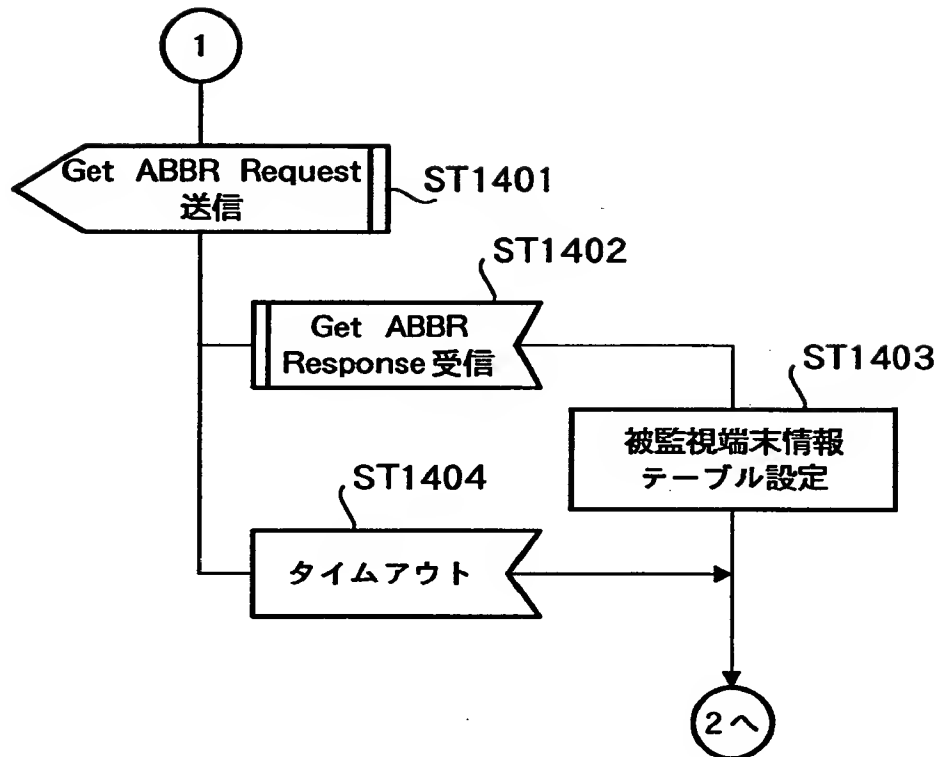 1
Get ABBR Request
送信
ST1401
ST1402
Get ABBR
Response 受信
ST1403
被監視端末情報
テーブル設定
ST1404
タイムアウト
2へ